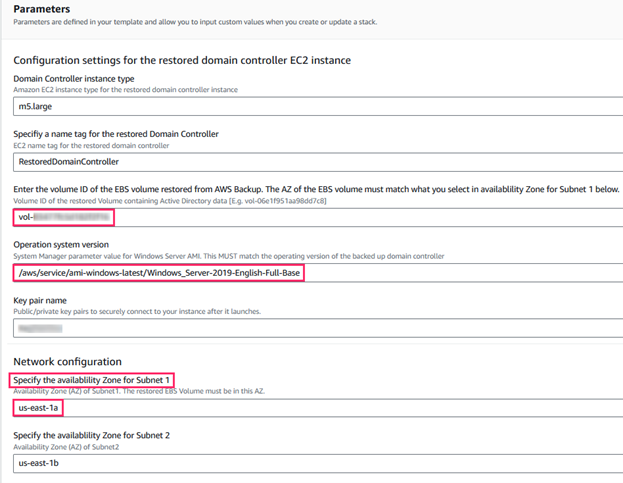 Parameters
Parameters are defined in your template and allow you to input custom values when you create or update a stack.
Configuration settings for the restored domain controller EC2 instance
Domain Controller instance type
Amazon EC2 instance type for the restored domain controller instance
m5.large
Specifiy a name tag for the restored Domain Controller
EC2 name tag for the restored domain controller
RestoredDomainController
Enter the volume ID of the EBS volume restored from AWS Backup. The AZ of the EBS volume must match what you select in availablility Zone for Subnet 1 below.
Volume ID of the restored Volume containing Active Directory data [E.g. vol-06e1f951aa98dd7c8]
vol-
Operation system version
System Manager parameter value for Windows Server AMI. This MUST match the operating version of the backed up domain controller
/aws/service/ami-windows-latest/Windows_Server-2019-English-Full-Base
Key pair name
Public/private key pairs to securely connect to your instance after it launches.
Network configuration
Specify the availablility Zone for Subnet 1
Availability Zone (AZ) of Subnet1. The restored EBS Volume must be in this AZ.
us-east-1a
Specify the availablility Zone for Subnet 2
Availability Zone (AZ) of Subnet2
us-east-1b